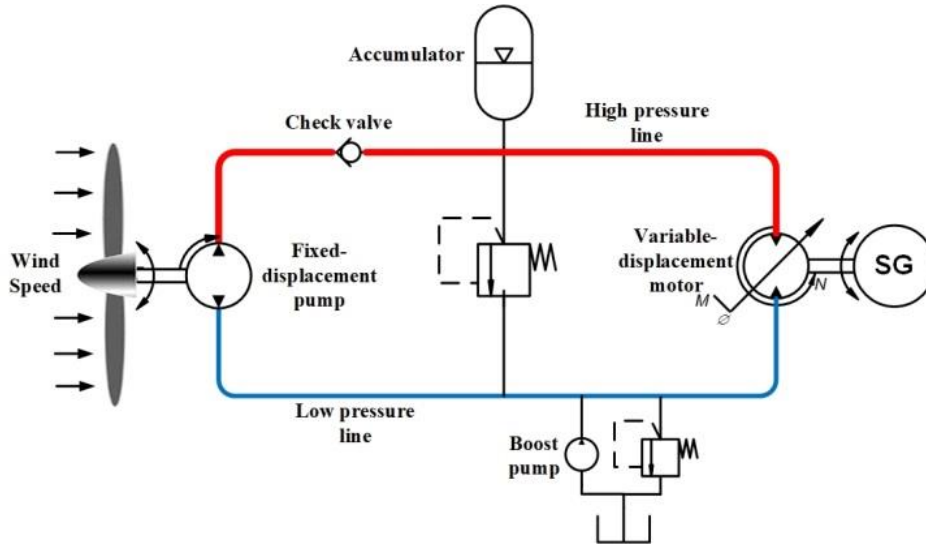 Accumulator
Check valve
High pressure
line
Wind
Speed
Fixed-
displacement
pump
Variable-
displacement
motor
SG
M
N
Ø
Low pressure
line
Boost
pump